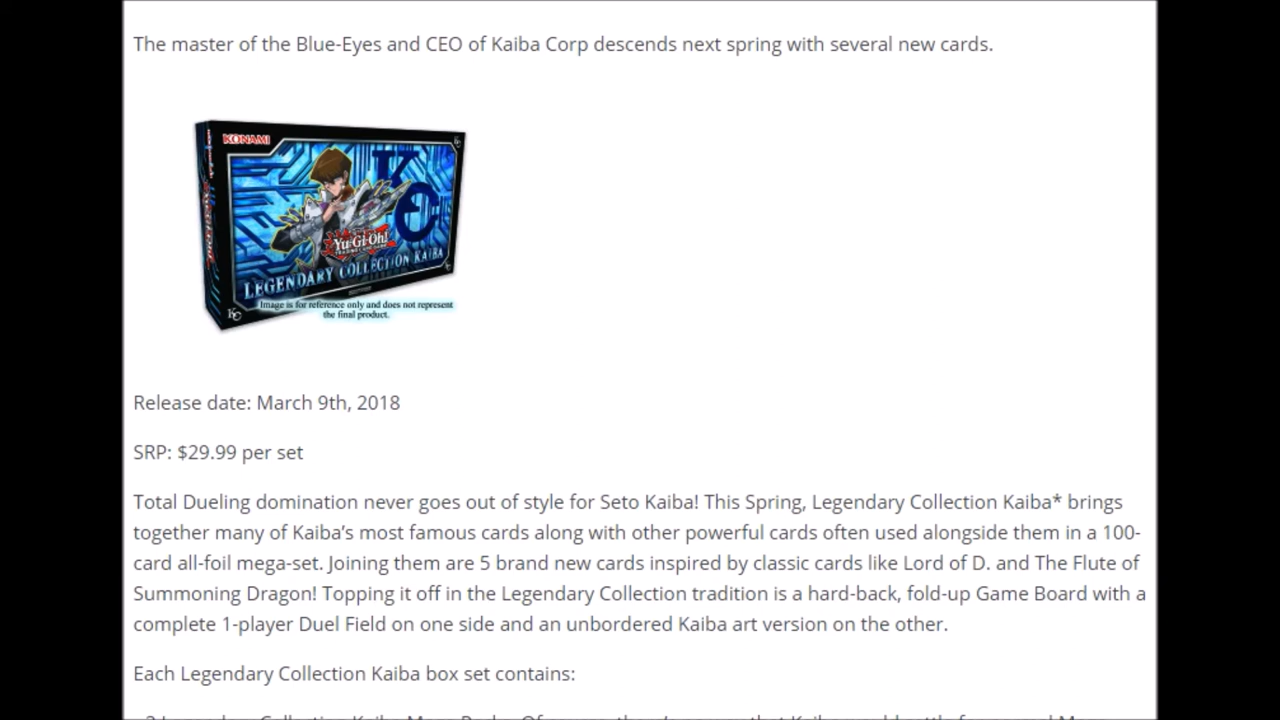 The master of the Blue-Eyes and CEO of Kaiba Corp descends next spring with several new cards.
KONAMI
KC
Yu-Gi-Oh!
TRADING CARD GAME
LEGENDARY COLLECTION KAIBA
Image is for reference only and does not represent
the final product.
Release date: March 9th, 2018
SRP: $29.99 per set
Total Dueling domination never goes out of style for Seto Kaiba! This Spring, Legendary Collection Kaiba* brings
together many of Kaiba’s most famous cards along with other powerful cards often used alongside them in a 100-
card all-foil mega-set. Joining them are 5 brand new cards inspired by classic cards like Lord of D. and The Flute of
Summoning Dragon! Topping it off in the Legendary Collection tradition is a hard-back, fold-up Game Board with a
complete 1-player Duel Field on one side and an unbordered Kaiba art version on the other.
Each Legendary Collection Kaiba box set contains: